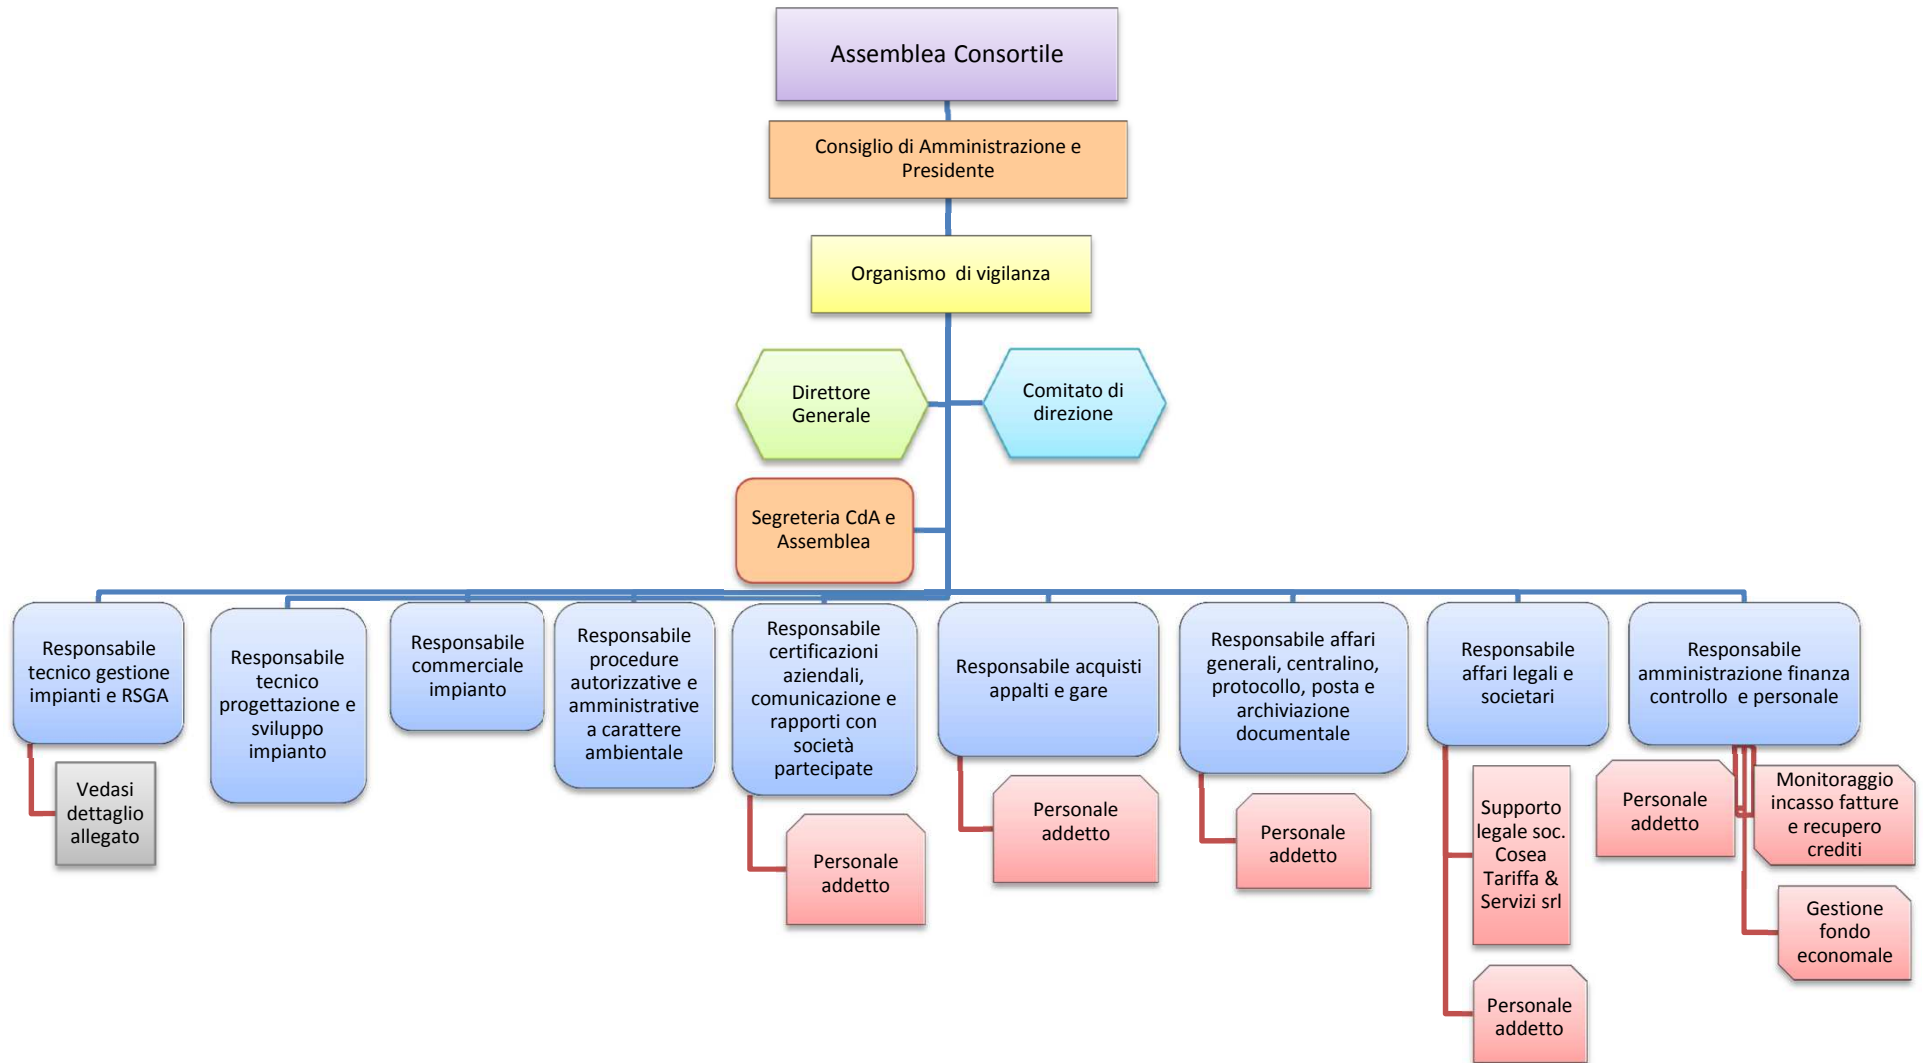 Assemblea Consortile
Consiglio di Amministrazione e
Presidente
Organismo di vigilanza
Direttore
Generale
Comitato di
direzione
Segreteria CdA e
Assemblea
Responsabile
tecnico gestione
impianti e RSGA
Responsabile
tecnico
progettazione e
sviluppo
impianto
Responsabile
commerciale
impianto
Responsabile
procedure
autorizzative e
amministrative
a carattere
ambientale
Responsabile
certificazioni
aziendali,
comunicazione e
rapporti con
società
partecipate
Responsabile acquisti
appalti e gare
Responsabile affari
generali, centralino,
protocollo, posta e
archiviazione
documentale
Responsabile
affari legali e
societari
Responsabile
amministrazione finanza
controllo e personale
Vedasi
dettaglio
allegato
Personale
addetto
Personale
addetto
Personale
addetto
Supporto
legale soc.
Cosea
Tariffa &
Servizi srl
Personale
addetto
Personale
addetto
Monitoraggio
incasso fatture
e recupero
crediti
Gestione
fondo
economale